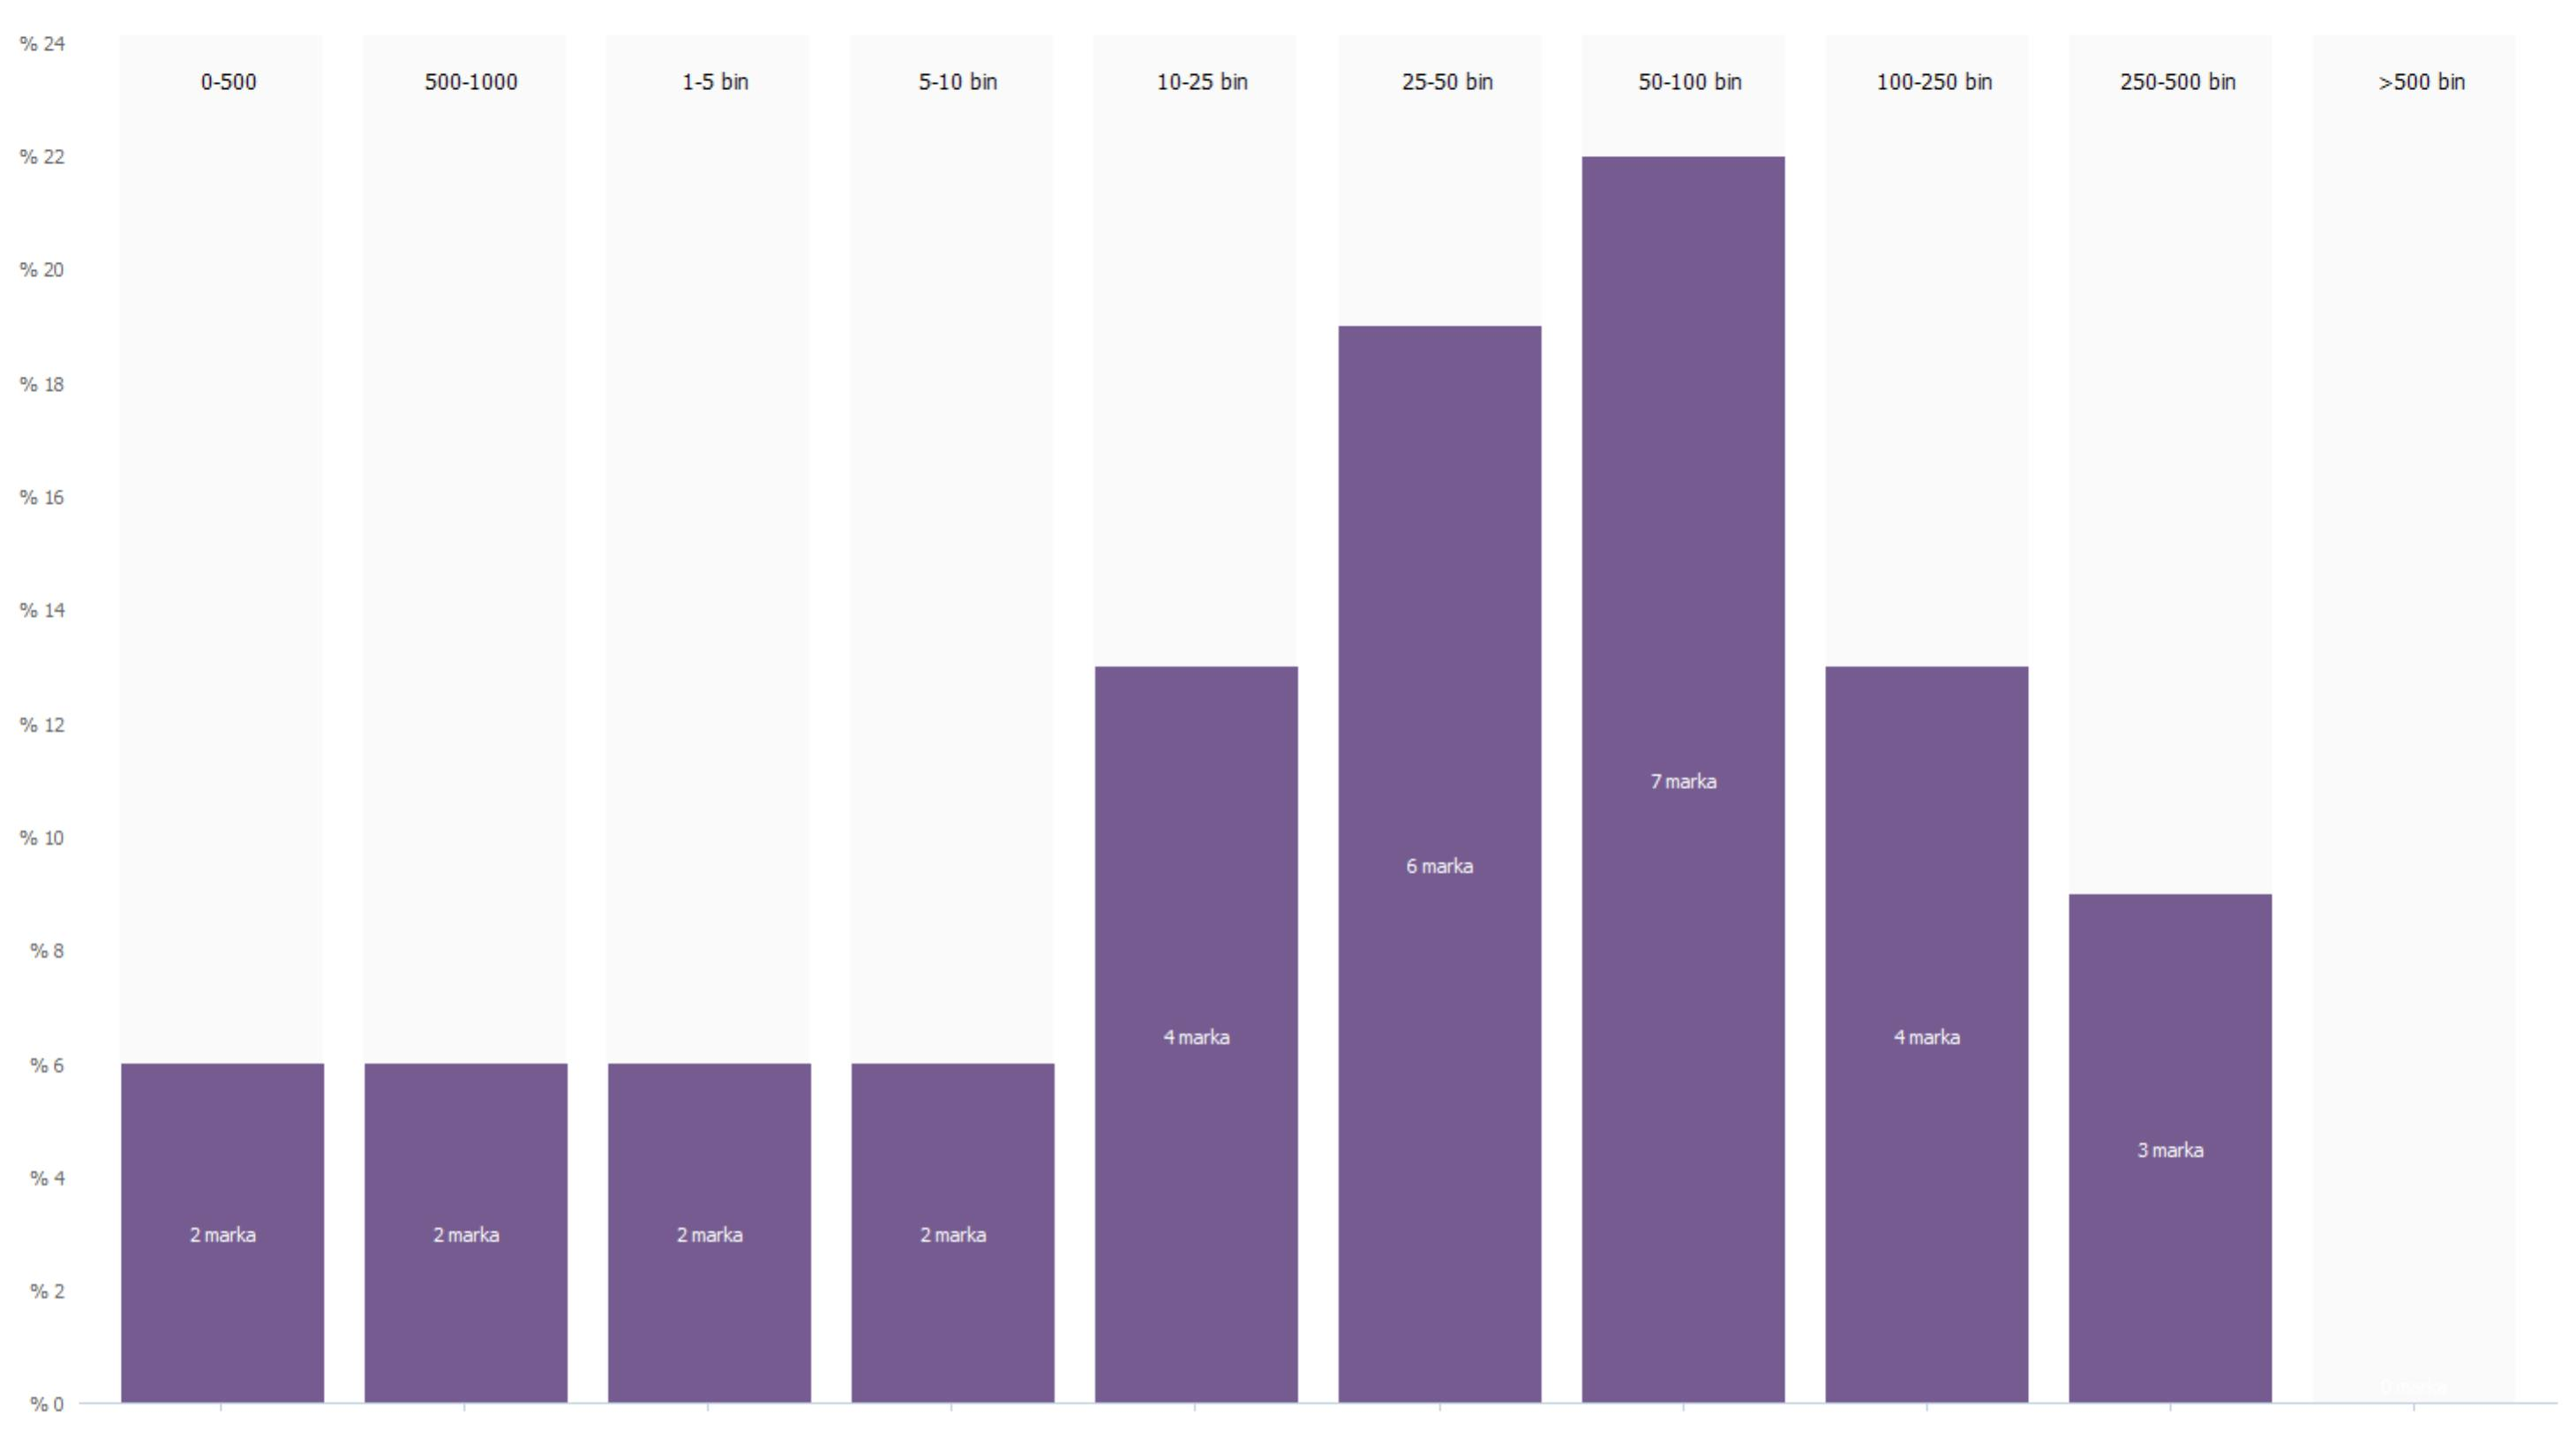 % 24
0-500
500-1000
1-5 bin
5-10 bin
10-25 bin
25-50 bin
50-100 bin
100-250 bin
250-500 bin
>500 bin
% 22
% 20
% 18
% 16
% 14
% 12
% 10
% 8
% 6
% 4
% 2
% 0
2 marka
2 marka
2 marka
2 marka
4 marka
6 marka
7 marka
4 marka
3 marka